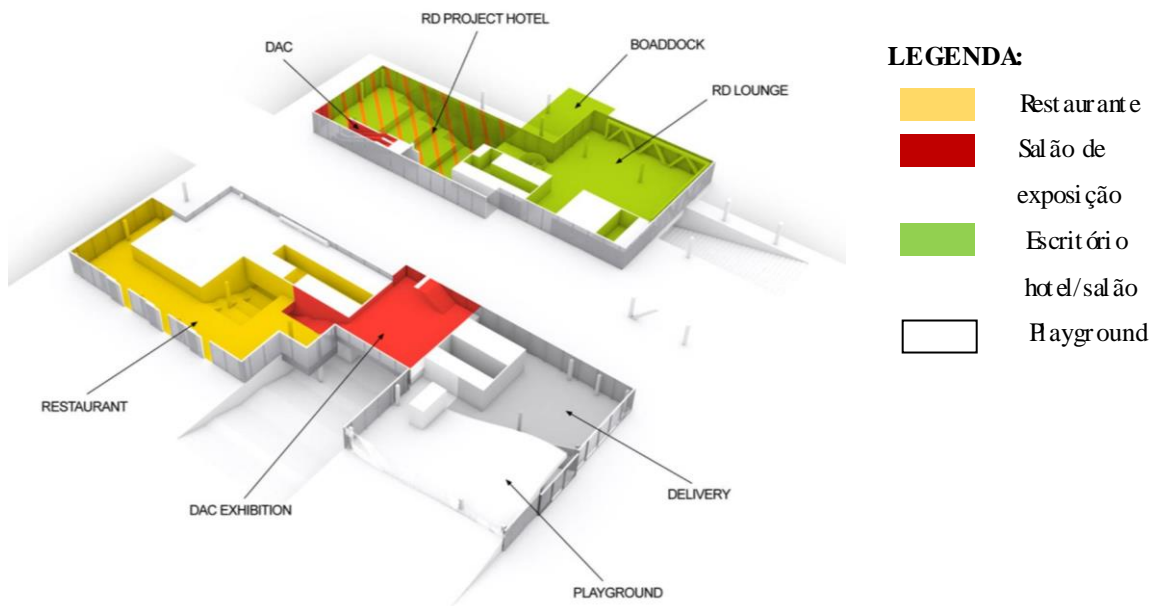 RD PROJECT HOTEL
DAC
BOADDOCK
RD LOUNGE
RESTAURANT
DAC EXHIBITION
DELIVERY
PLAYGROUND
LEGENDA:
Restaurante
Salão de
exposição
Escritório
hotel/salão
Playground